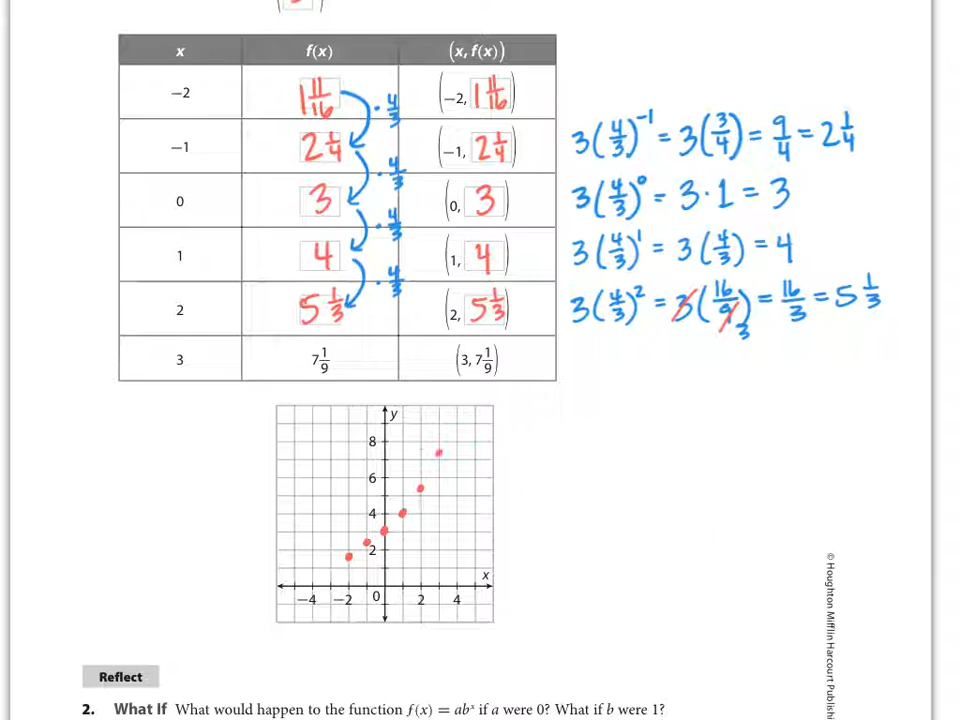 x f(x) (x, f(x))
−2 1 11/16 (−2, 1 11/16)
−1 2 1/4 (−1, 2 1/4)
0 3 (0, 3)
1 4 (1, 4)
2 5 1/3 (2, 5 1/3)
3 7 1/9 (3, 7 1/9)
· 4/3
· 4/3
· 4/3
· 4/3
3(4/3)⁻¹ = 3(3/4) = 9/4 = 2 1/4
3(4/3)⁰ = 3 · 1 = 3
3(4/3)¹ = 3(4/3) = 4
3(4/3)² = 3(16/9) 3 = 16/3 = 5 1/3
y
8
6
4
2
x
−4 −2 0 2 4
Reflect
2. What If What would happen to the function f(x) = abˣ if a were 0? What if b were 1?
© Houghton Mifflin Harcourt